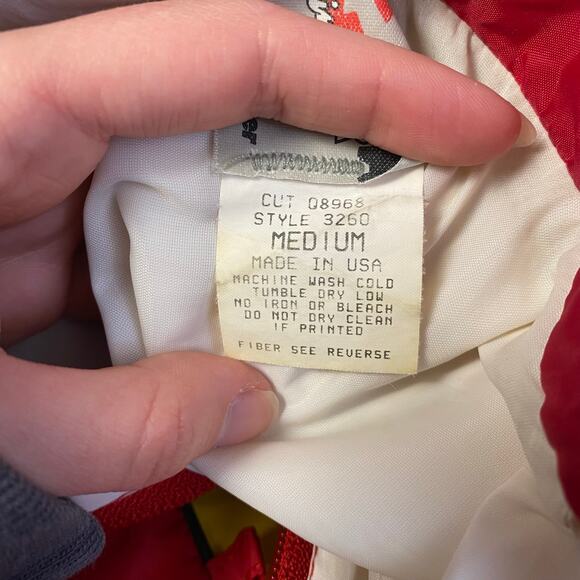 CUT 08968
STYLE 3260
MEDIUM
MADE IN USA
MACHINE WASH COLD
TUMBLE DRY LOW
NO IRON OR BLEACH
DO NOT DRY CLEAN
IF PRINTED
FIBER SEE REVERSE